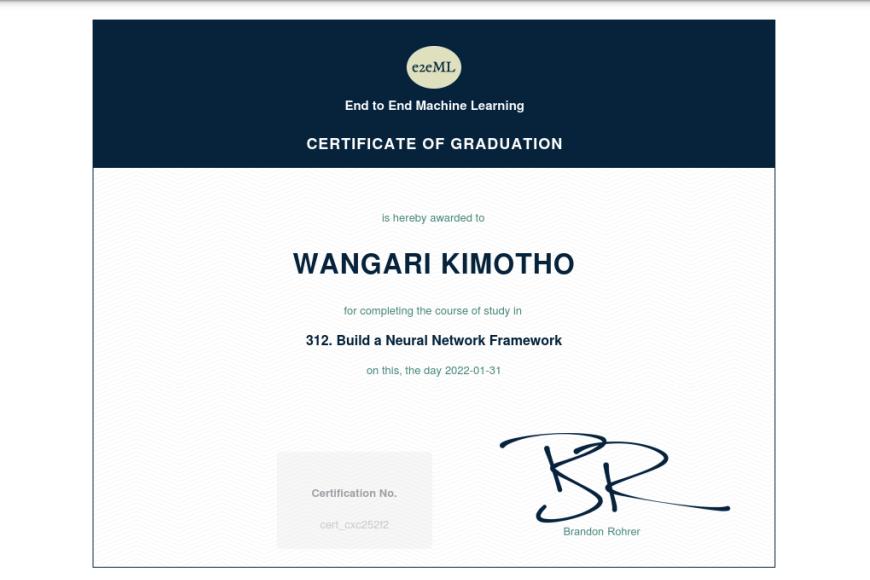 e2eML
End to End Machine Learning
CERTIFICATE OF GRADUATION
is hereby awarded to
WANGARI KIMOTHO
for completing the course of study in
312. Build a Neural Network Framework
on this, the day 2022-01-31
Certification No.
cert_cxc252f2
BR
Brandon Rohrer